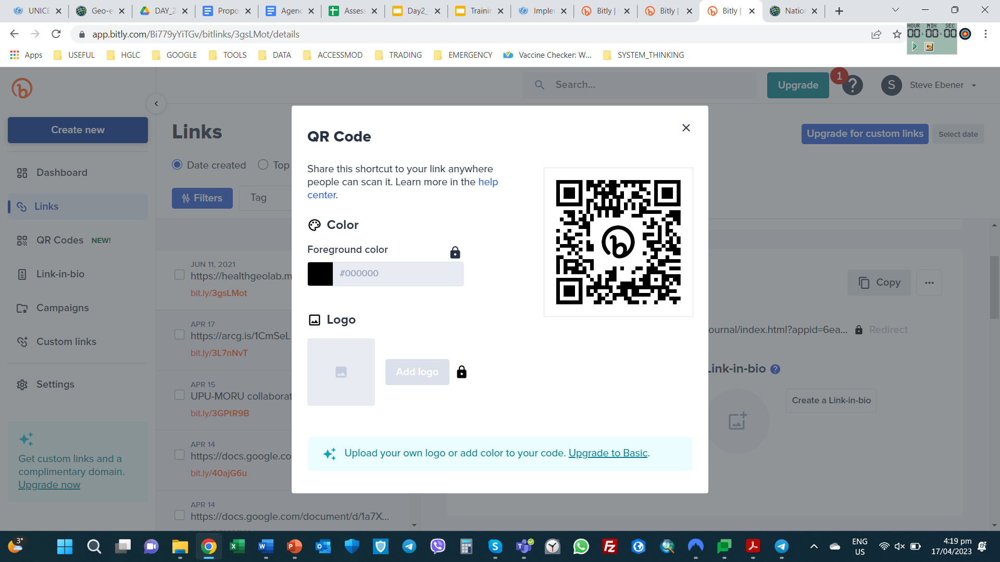 UNICE
Geo-e
DAY_2
Propo
Agend
Assess
Day2_
Trainin
Implem
Bitly |
Bitly |
Bitly |
Natio
app.bitly.com/Bi779yYiTGv/bitlinks/3gsLMot/details
HOUR MIN SEC
00:00:00
Apps
USEFUL
HGLC
GOOGLE
TOOLS
DATA
ACCESSMOD
TRADING
EMERGENCY
Vaccine Checker: W...
SYSTEM_THINKING
Search...
Upgrade
1
?
S
Steve Ebener
Create new
Dashboard
Links
QR Codes NEW!
Link-in-bio
Campaigns
Custom links
Settings
Get custom links and a
complimentary domain.
Upgrade now
Links
Upgrade for custom links
Select date
Date created
Top
Filters
Tag
JUN 11, 2021
https://healthgeolab.m
bit.ly/3gsLMot
APR 17
https://arcg.is/1CmSeL
bit.ly/3L7nNvT
APR 15
UPU-MORU collaborat
bit.ly/3GPtR9B
APR 14
https://docs.google.co
bit.ly/40ajG6u
APR 14
https://docs.google.com/document/d/1a7X...
QR Code
Share this shortcut to your link anywhere
people can scan it. Learn more in the help
center.
Color
Foreground color
#000000
Logo
Add logo
Upload your own logo or add color to your code. Upgrade to Basic.
Copy
ournal/index.html?appid=6ea...
Redirect
Link-in-bio
Create a Link-in-bio
3°
ENG
US
4:19 pm
17/04/2023